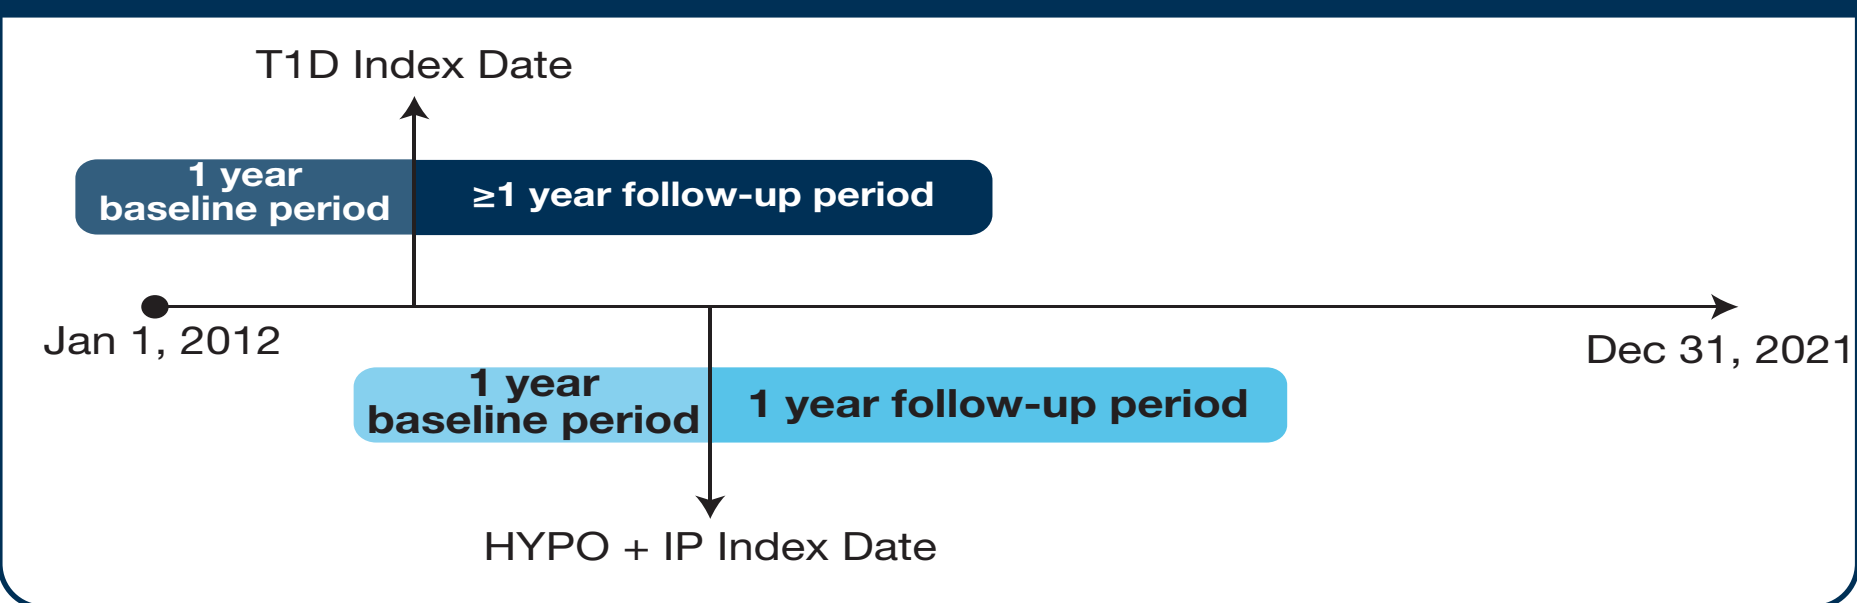 T1D Index Date
1 year
baseline period
≥1 year follow-up period
Jan 1, 2012
Dec 31, 2021
1 year
baseline period
1 year follow-up period
HYPO + IP Index Date